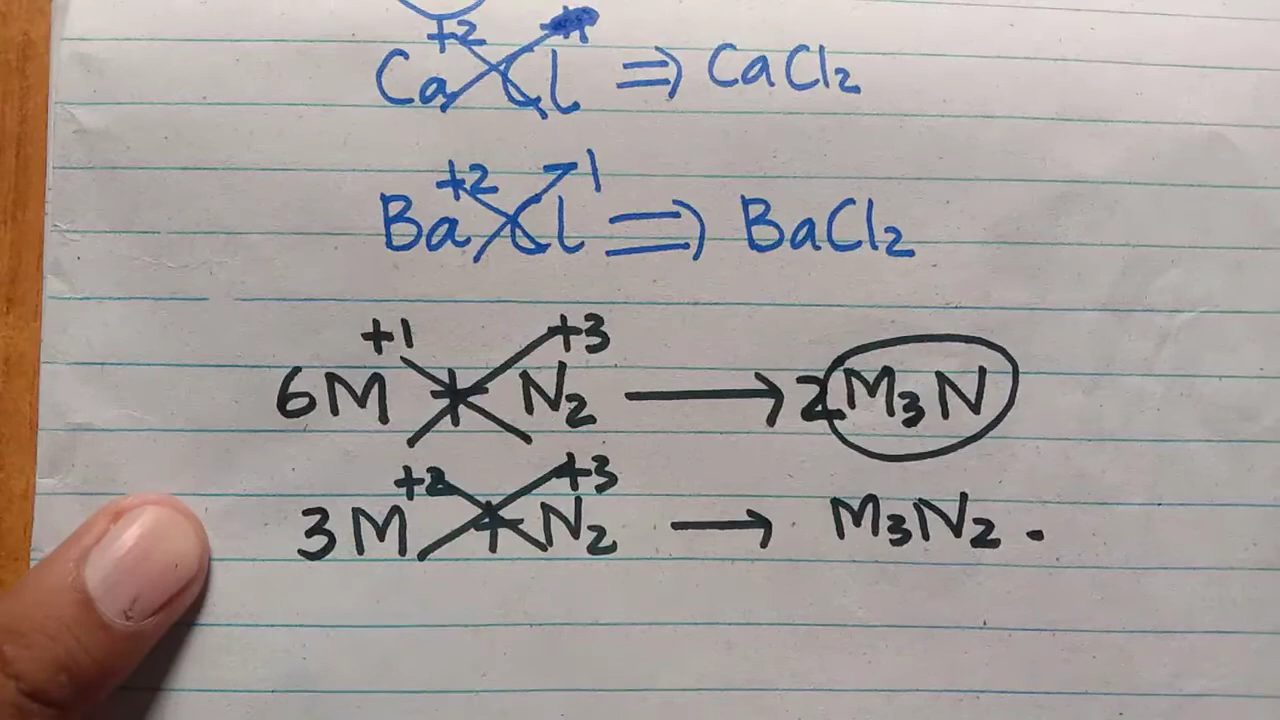 +2
Ca Cl ⇒ CaCl₂
+2 -1
Ba Cl ⇒ BaCl₂
+1 +3
6M + N₂ → 2M₃N
+2 +3
3M + N₂ → M₃N₂.